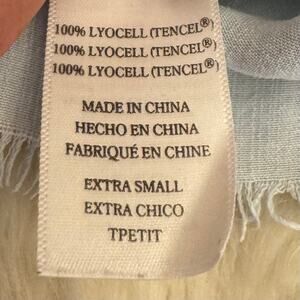 100% LYOCELL (TENCEL®)
100% LYOCELL (TENCEL®)
100% LYOCELL (TENCEL®)
MADE IN CHINA
HECHO EN CHINA
FABRIQUÉ EN CHINE
EXTRA SMALL
EXTRA CHICO
TPETIT